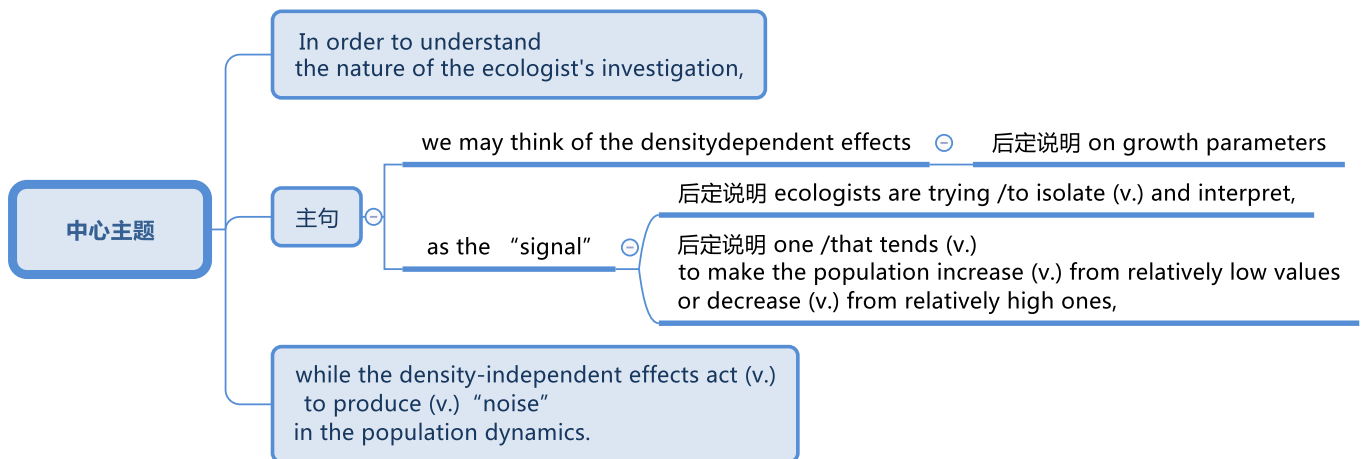 In order to understand
the nature of the ecologist's investigation,
we may think of the densitydependent effects
后定说明 on growth parameters
后定说明 ecologists are trying /to isolate (v.) and interpret,
中心主题
主句
as the “signal”
后定说明 one /that tends (v.)
to make the population increase (v.) from relatively low values
or decrease (v.) from relatively high ones,
while the density-independent effects act (v.)
to produce (v.)“noise”
in the population dynamics.